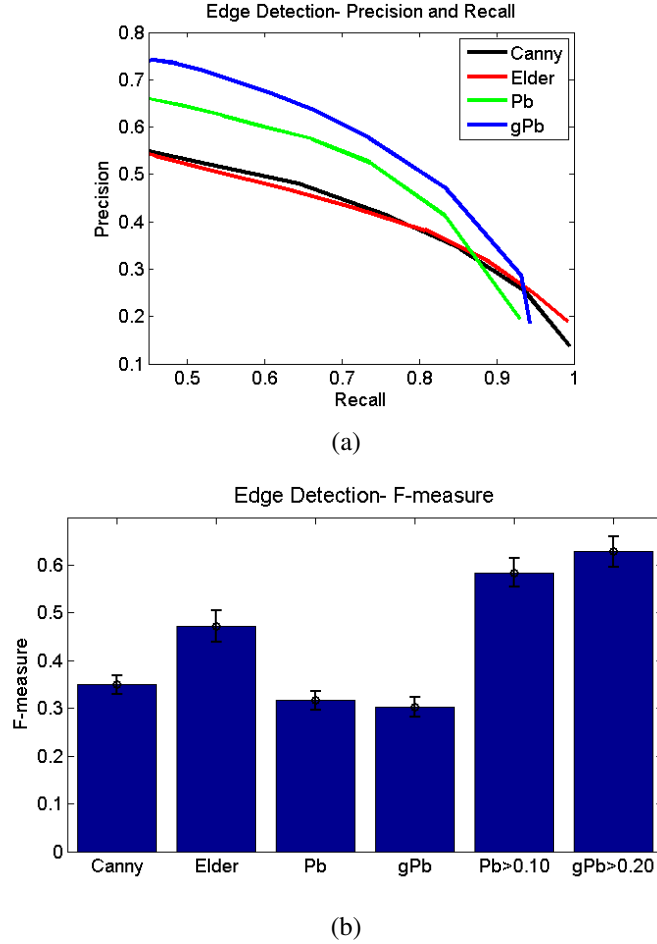 Edge Detection- Precision and Recall
0.8
0.7
0.6
0.5
0.4
0.3
0.2
0.1
Precision
Canny
Elder
Pb
gPb
0.5 0.6 0.7 0.8 0.9 1
Recall
(a)
Edge Detection- F-measure
0.6
0.5
0.4
0.3
0.2
0.1
0
F-measure
Canny Elder Pb gPb Pb>0.10 gPb>0.20
(b)